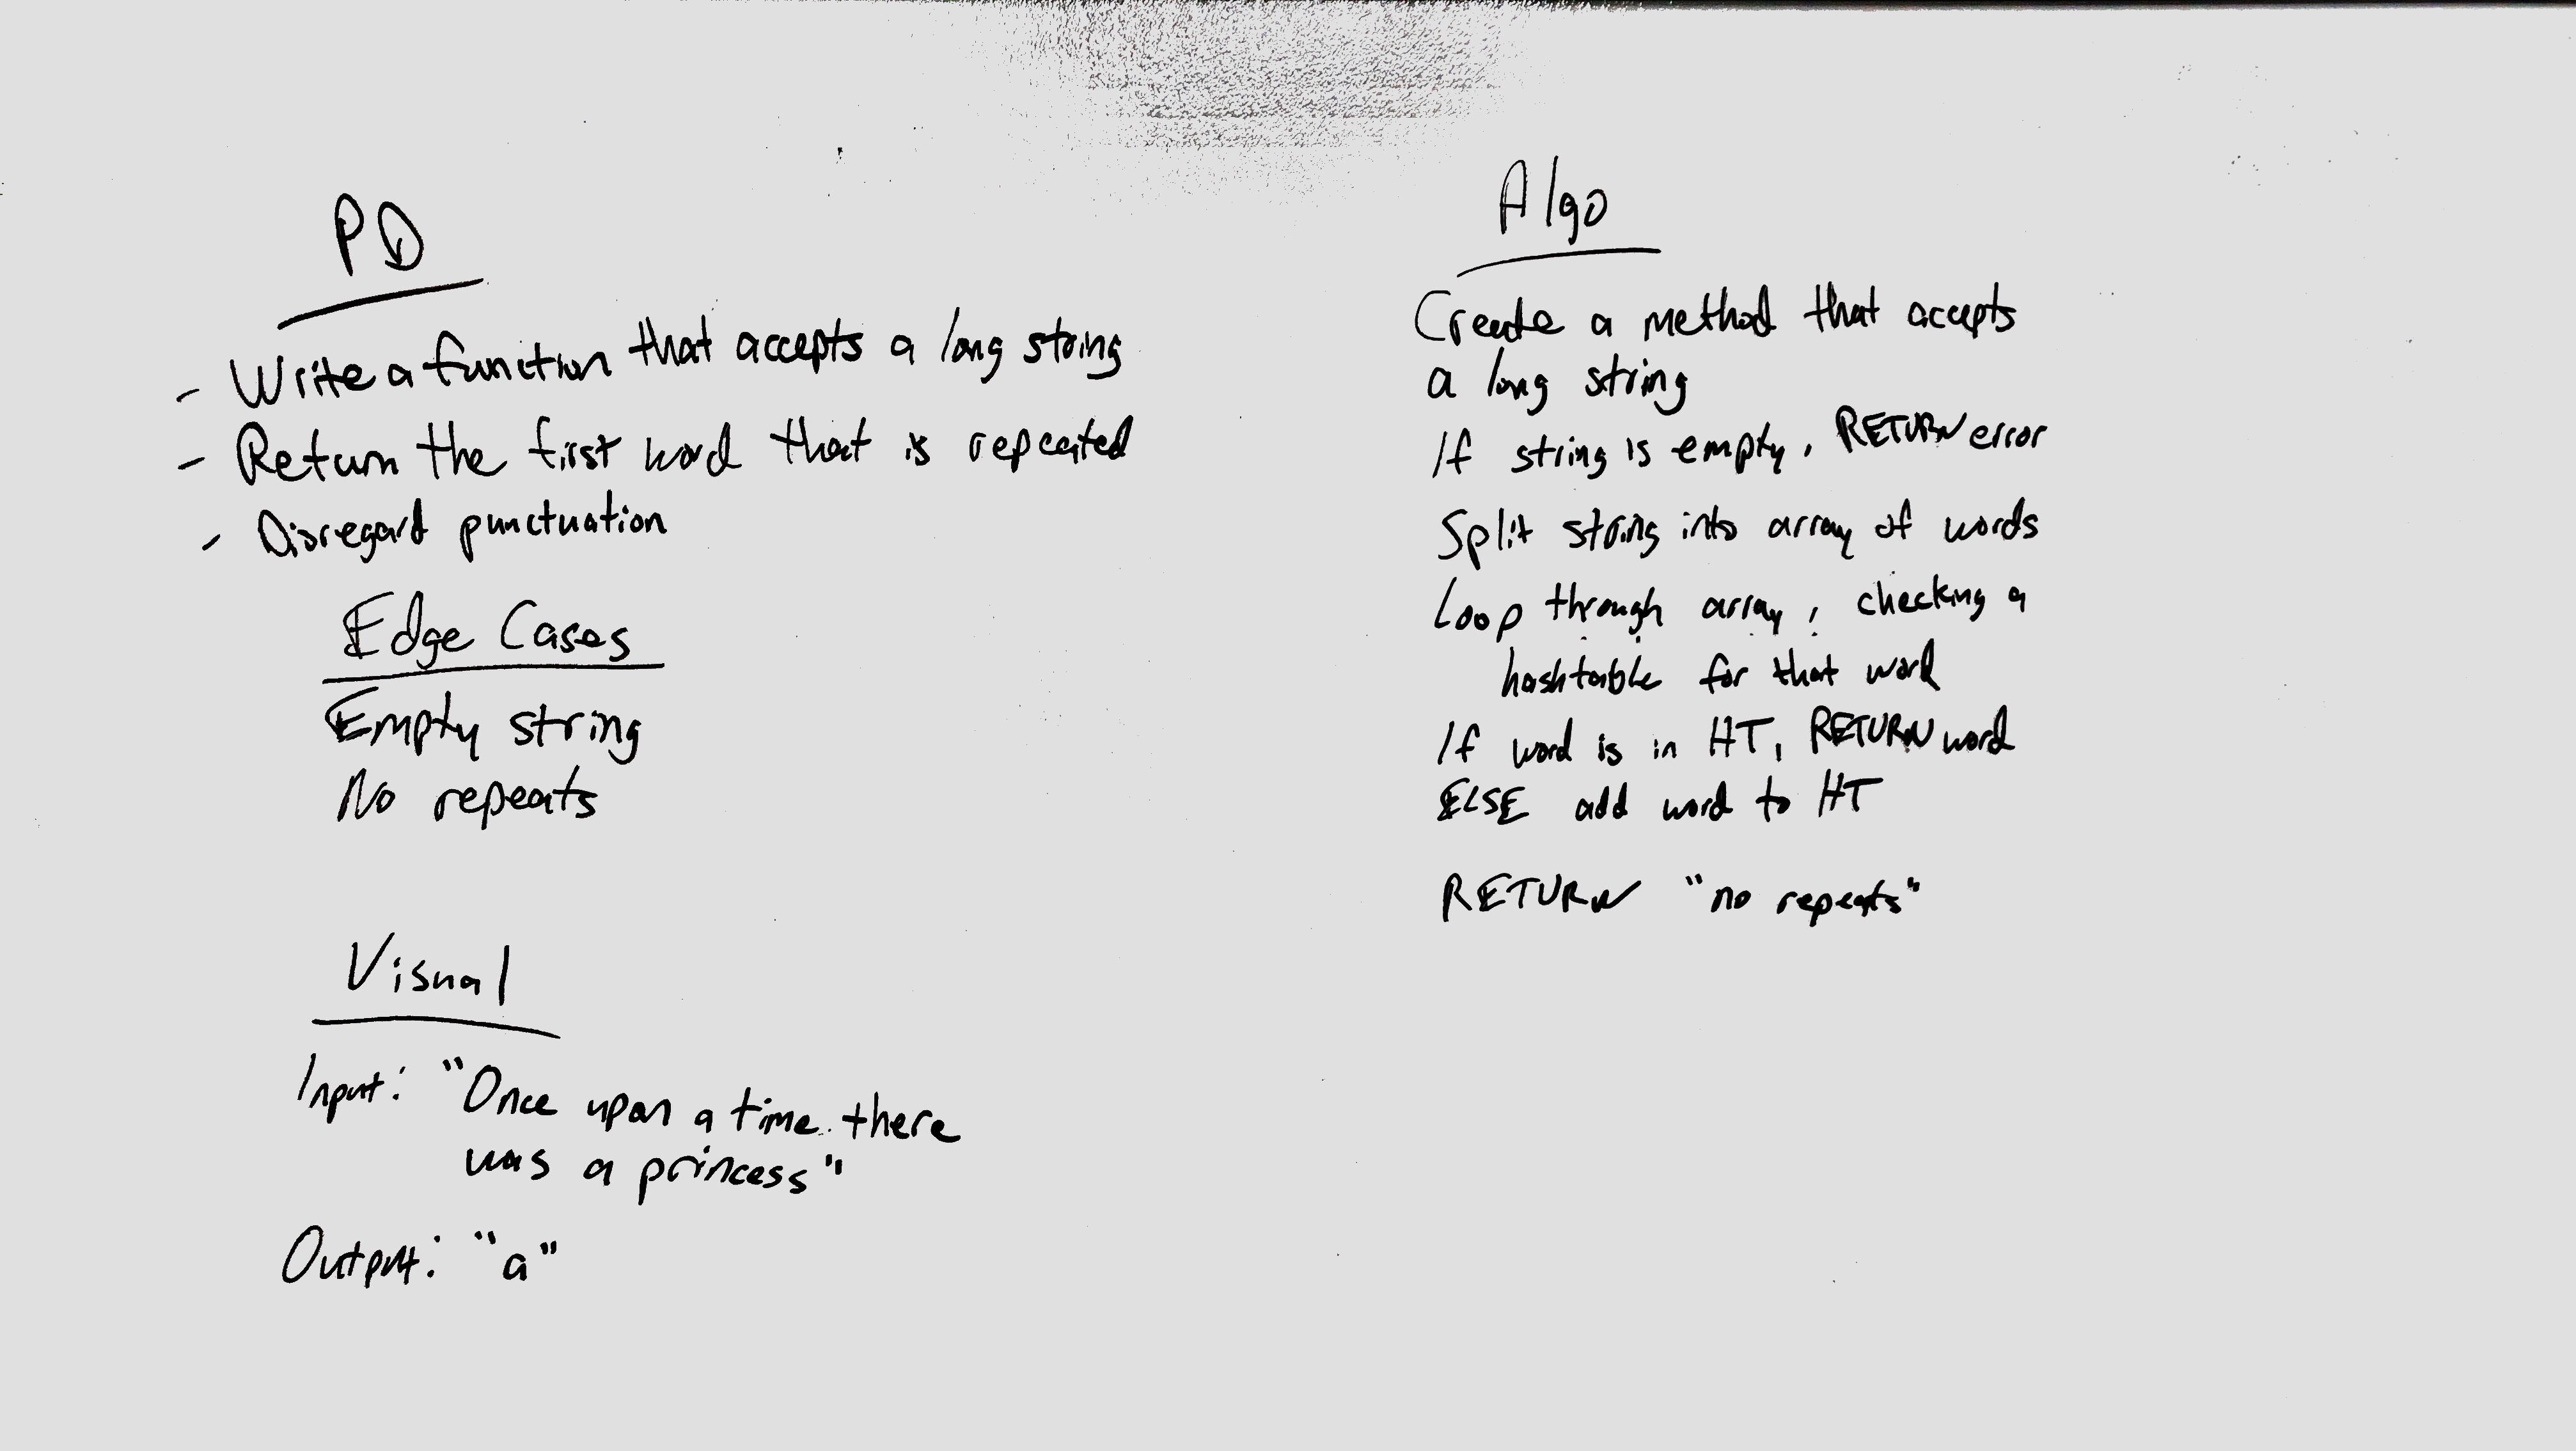 PD
- Write a function that accepts a long string
- Return the first word that is repeated
- Disregard punctuation
Edge Cases
Empty string
No repeats
Visual
Input: "Once upon a time there
was a princess"
Output: "a"
Algo
Create a method that accepts
a long string
If string is empty, RETURN error
Split string into array of words
Loop through array, checking a
hashtable for that word
If word is in HT, RETURN word
ELSE add word to HT
RETURN "no repeats"